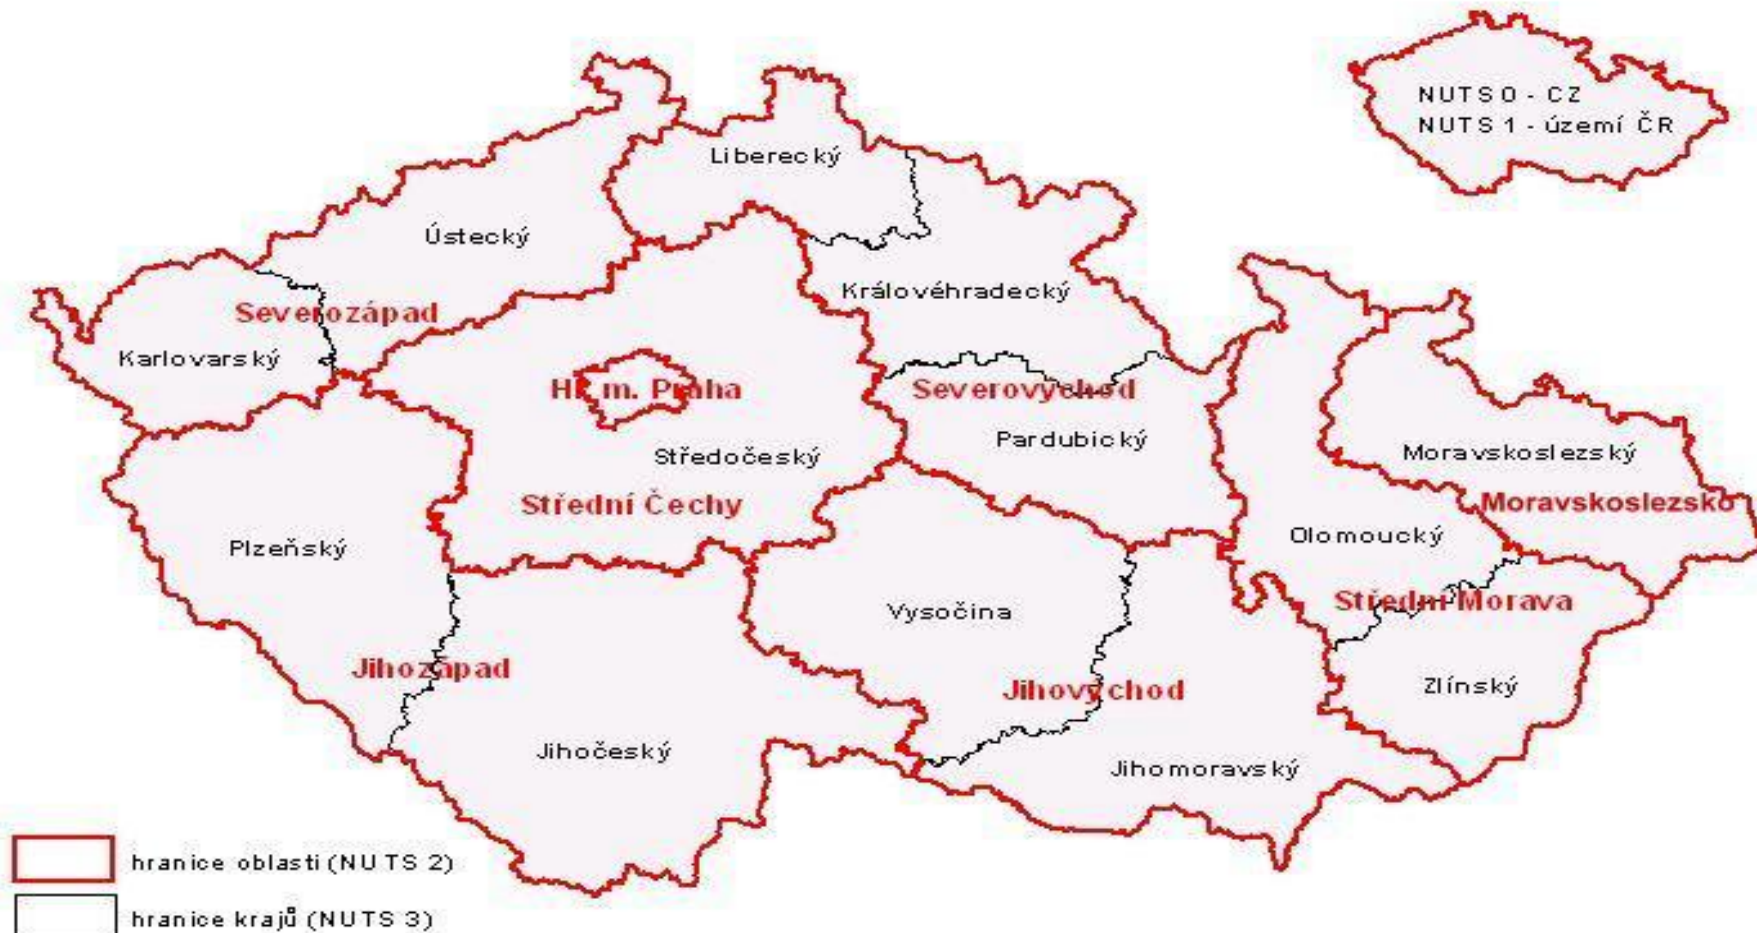 NUTS 0 - CZ
NUTS 1 - území ČR
Liberecký
Ústecký
Královéhradecký
Severozápad
Karlovarský
Hl. m. Praha
Severovýchod
Pardubický
Středočeský
Moravskoslezský
Střední Čechy
Moravskoslezsko
Olomoucký
Plzeňský
Vysočina
Střední Morava
Jihozápad
Jihovýchod
Zlínský
Jihočeský
Jihomoravský
hranice oblasti (NUTS 2)
hranice krajů (NUTS 3)